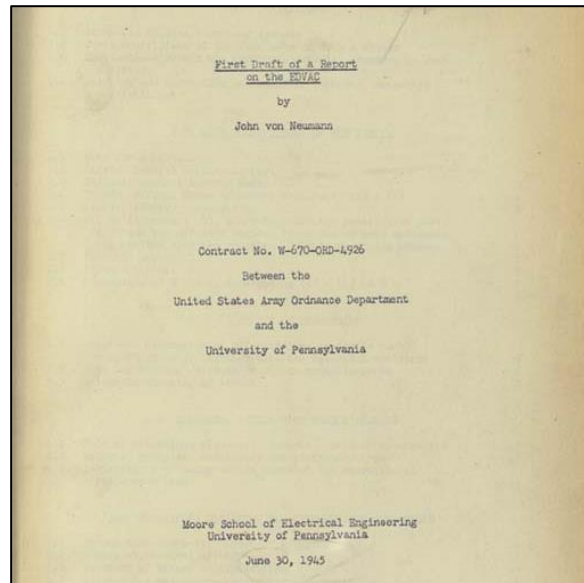 First Draft of a Report
on the EDVAC
by
John von Neumann
Contract No. W-670-ORD-4926
Between the
United States Army Ordnance Department
and the
University of Pennsylvania
Moore School of Electrical Engineering
University of Pennsylvania
June 30, 1945